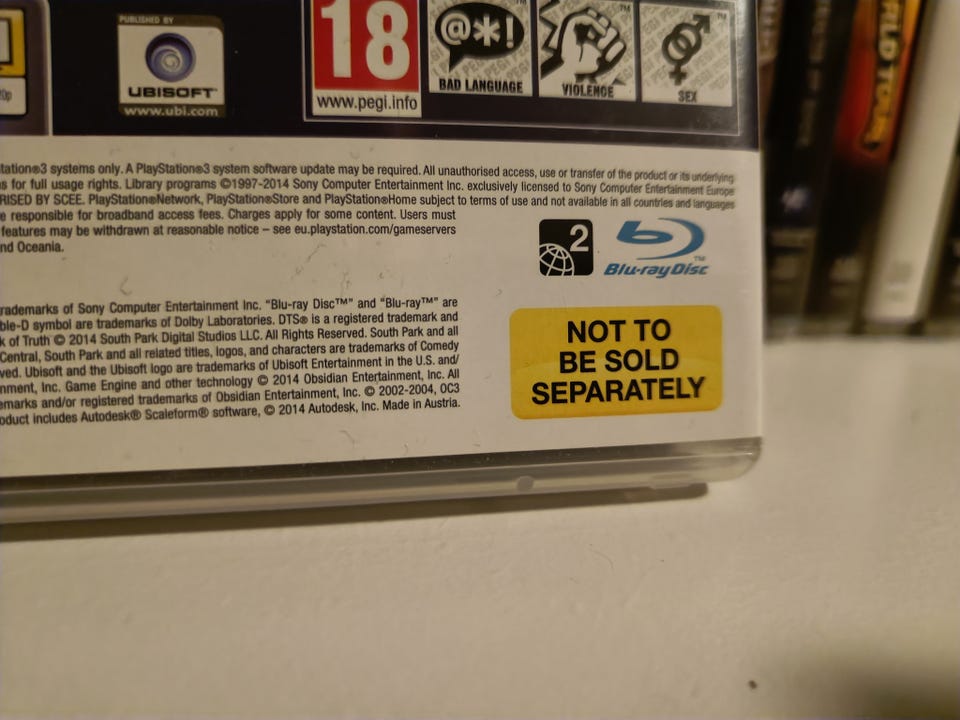 PUBLISHED BY
UBISOFT
www.ubi.com
18
www.pegi.info
@*!
BAD LANGUAGE
VIOLENCE
SEX
tation®3 systems only. A PlayStation®3 system software update may be required. All unauthorised access, use or transfer of the product or its underlying
s for full usage rights. Library programs ©1997-2014 Sony Computer Entertainment Inc. exclusively licensed to Sony Computer Entertainment Europe
RISED BY SCEE. PlayStation®Network, PlayStation®Store and PlayStation®Home subject to terms of use and not available in all countries and languages
e responsible for broadband access fees. Charges apply for some content. Users must
features may be withdrawn at reasonable notice – see eu.playstation.com/gameservers
nd Oceania.
2
Blu-ray Disc™
rademarks of Sony Computer Entertainment Inc. “Blu-ray Disc™” and “Blu-ray™” are
ble-D symbol are trademarks of Dolby Laboratories. DTS® is a registered trademark and
k of Truth © 2014 South Park Digital Studios LLC. All Rights Reserved. South Park and all
Central, South Park and all related titles, logos, and characters are trademarks of Comedy
ved. Ubisoft and the Ubisoft logo are trademarks of Ubisoft Entertainment in the U.S. and/
nment, Inc. Game Engine and other technology © 2014 Obsidian Entertainment, Inc. All
emarks and/or registered trademarks of Obsidian Entertainment, Inc. © 2002-2004, OC3
oduct includes Autodesk® Scaleform® software, © 2014 Autodesk, Inc. Made in Austria.
NOT TO
BE SOLD
SEPARATELY